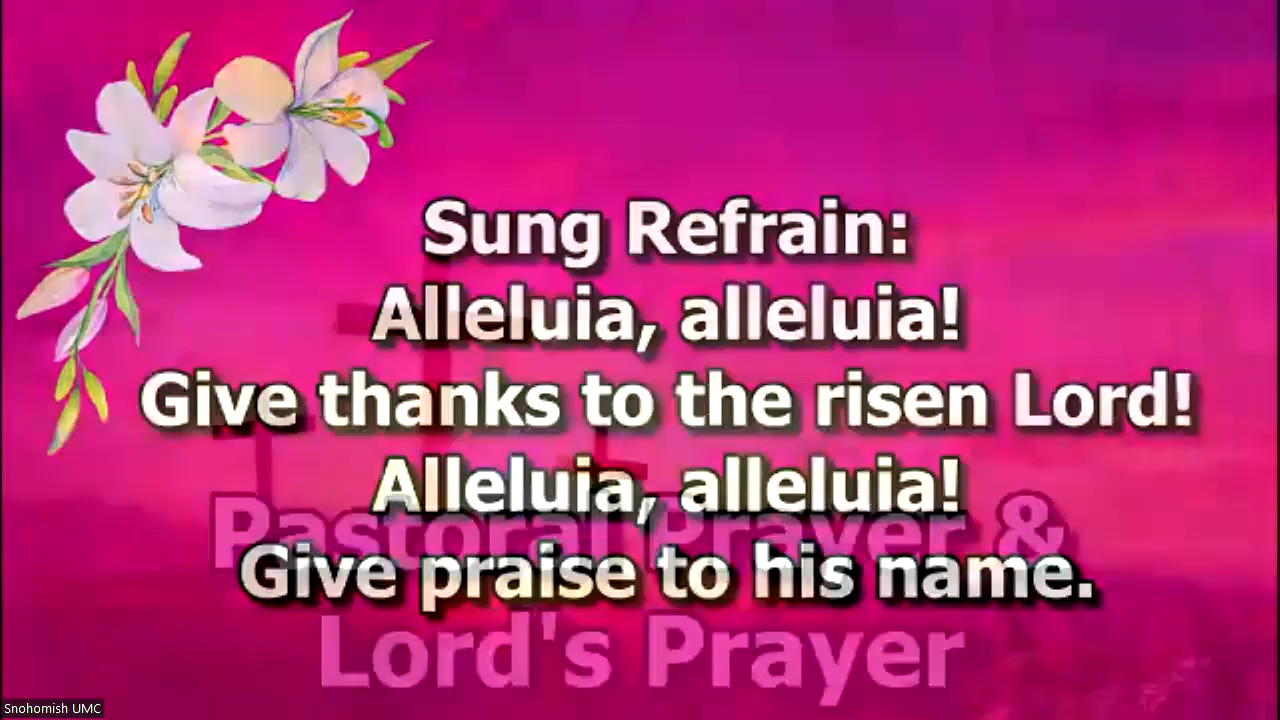 Sung Refrain:
Alleluia, alleluia!
Give thanks to the risen Lord!
Alleluia, alleluia!
Pastoral Prayer &
Give praise to his name.
Lord's Prayer
Snohomish UMC